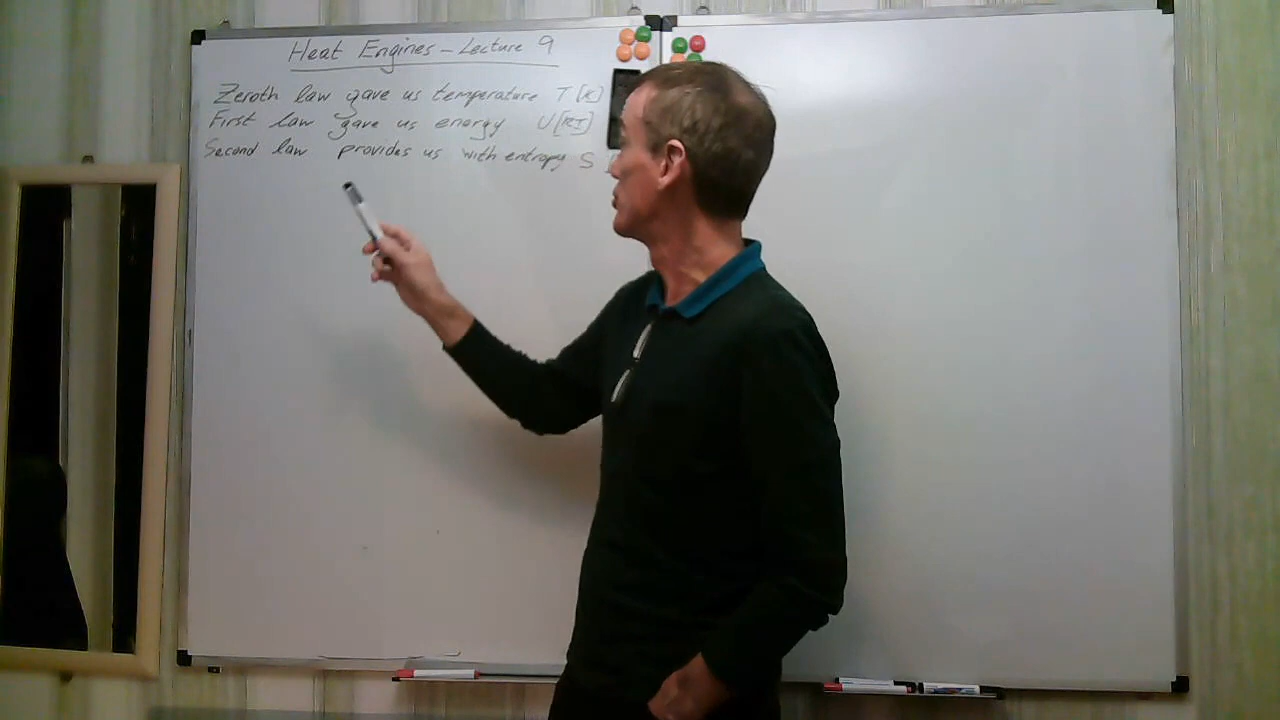 Heat Engines - Lecture 9
Zeroth law gave us temperature T [K]
First law gave us energy U [KJ]
Second law provides us with entropy S